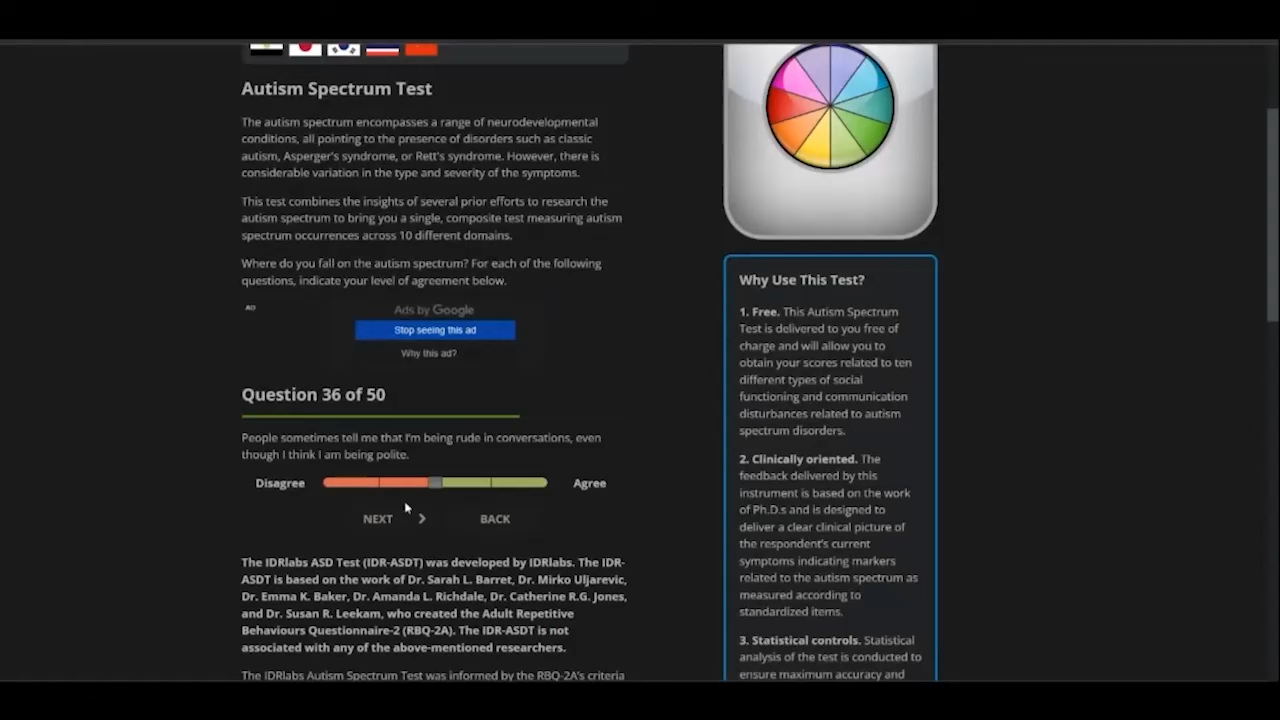 Autism Spectrum Test
The autism spectrum encompasses a range of neurodevelopmental
conditions, all pointing to the presence of disorders such as classic
autism, Asperger's syndrome, or Rett's syndrome. However, there is
considerable variation in the type and severity of the symptoms.
This test combines the insights of several prior efforts to research the
autism spectrum to bring you a single, composite test measuring autism
spectrum occurrences across 10 different domains.
Where do you fall on the autism spectrum? For each of the following
questions, indicate your level of agreement below.
AD
Ads by Google
Stop seeing this ad
Why this ad?
Question 36 of 50
People sometimes tell me that I'm being rude in conversations, even
though I think I am being polite.
Disagree
Agree
NEXT
BACK
The IDRlabs ASD Test (IDR-ASDT) was developed by IDRlabs. The IDR-
ASDT is based on the work of Dr. Sarah L. Barret, Dr. Mirko Uljarevic,
Dr. Emma K. Baker, Dr. Amanda L. Richdale, Dr. Catherine R.G. Jones,
and Dr. Susan R. Leekam, who created the Adult Repetitive
Behaviours Questionnaire-2 (RBQ-2A). The IDR-ASDT is not
associated with any of the above-mentioned researchers.
The IDRlabs Autism Spectrum Test was informed by the RBQ-2A's criteria
Why Use This Test?
1. Free. This Autism Spectrum
Test is delivered to you free of
charge and will allow you to
obtain your scores related to ten
different types of social
functioning and communication
disturbances related to autism
spectrum disorders.
2. Clinically oriented. The
feedback delivered by this
instrument is based on the work
of Ph.D.s and is designed to
deliver a clear clinical picture of
the respondent's current
symptoms indicating markers
related to the autism spectrum as
measured according to
standardized items.
3. Statistical controls. Statistical
analysis of the test is conducted to
ensure maximum accuracy and